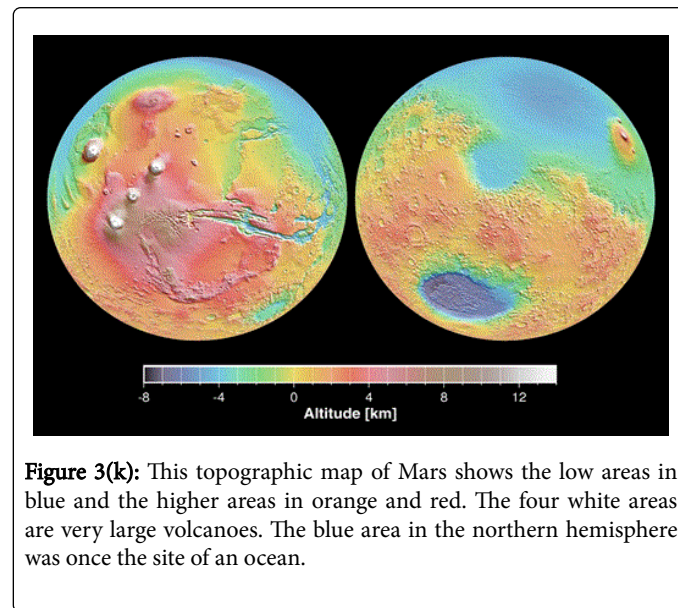 -8 -4 0 4 8 12
Altitude [km]
Figure 3(k): This topographic map of Mars shows the low areas in
blue and the higher areas in orange and red. The four white areas
are very large volcanoes. The blue area in the northern hemisphere
was once the site of an ocean.